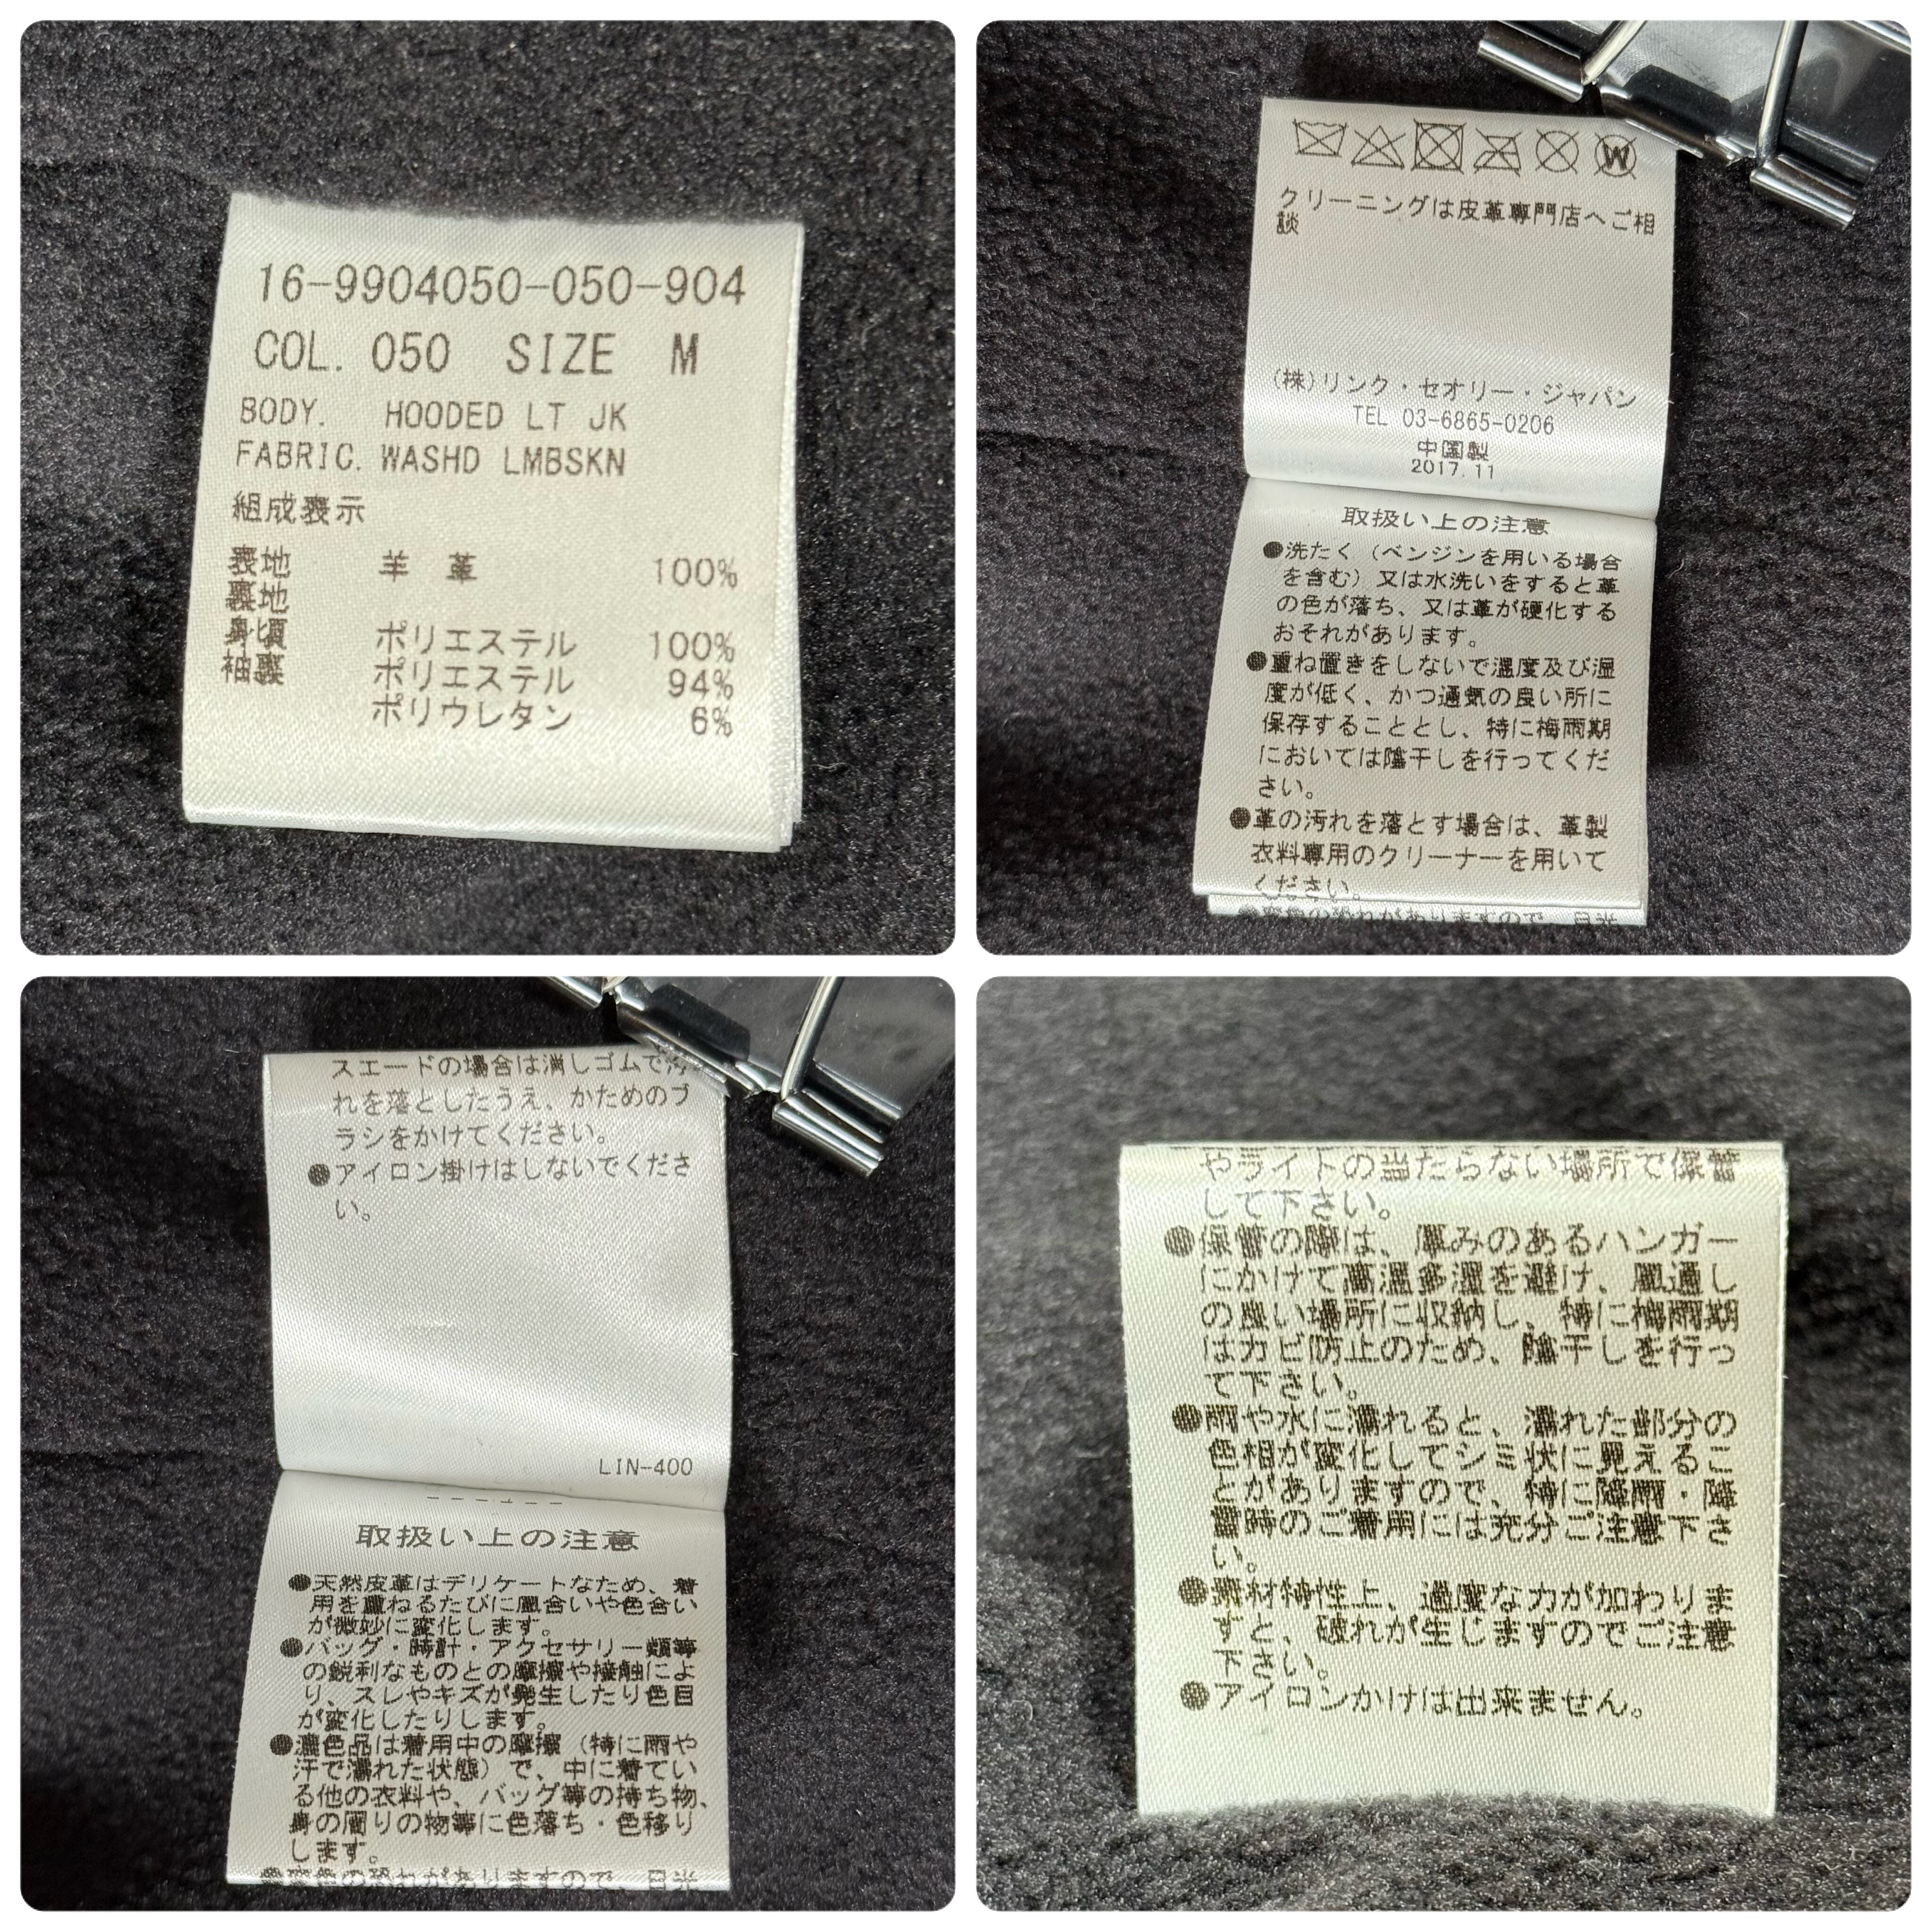 16-9904050-050-904
COL. 050 SIZE M
BODY. HOODED LT JK
FABRIC. WASHD LMBSKN
組成表示
表地 羊 革 100%
裏地
身頃 ポリエステル 100%
袖裏 ポリエステル 94%
ポリウレタン 6%
W
クリーニングは皮革専門店へご相
談
(株)リンク・セオリー・ジャパン
TEL 03-6865-0206
中国製
2017.11
取扱い上の注意
●洗たく（ベンジンを用いる場合
を含む）又は水洗いをすると革
の色が落ち、又は革が硬化する
おそれがあります。
●重ね置きをしないで温度及び湿
度が低く、かつ通気の良い所に
保存することとし、特に梅雨期
においては陰干しを行ってくだ
さい。
●革の汚れを落とす場合は、革製
衣料専用のクリーナーを用いて
ください。
●変色の恐れがありますので、日光
スエードの場合は消しゴムで汚
れを落としたうえ、かためのブ
ラシをかけてください。
●アイロン掛けはしないでくださ
い。
LIN-400
取扱い上の注意
●天然皮革はデリケートなため、着
用を重ねるたびに風合いや色合い
が微妙に変化します。
●バッグ・時計・アクセサリー類等
の鋭利なものとの摩擦や接触によ
り、スレやキズが発生したり色目
が変化したりします。
●濃色品は着用中の摩擦（特に雨や
汗で濡れた状態）で、中に着てい
る他の衣料や、バッグ等の持ち物、
身の周りの物等に色落ち・色移り
します。
●変色の恐れがありますので、日光
やライトの当たらない場所で保管
して下さい。
●保管の際は、厚みのあるハンガー
にかけて高温多湿を避け、風通し
の良い場所に収納し、特に梅雨期
はカビ防止のため、陰干しを行っ
て下さい。
●雨や水に濡れると、濡れた部分の
色相が変化してシミ状に見えるこ
とがありますので、特に降雨・降
雪時のご着用には充分ご注意下さ
い。
●素材特性上、過度な力が加わりま
すと、破れが生じますのでご注意
下さい。
●アイロンかけは出来ません。